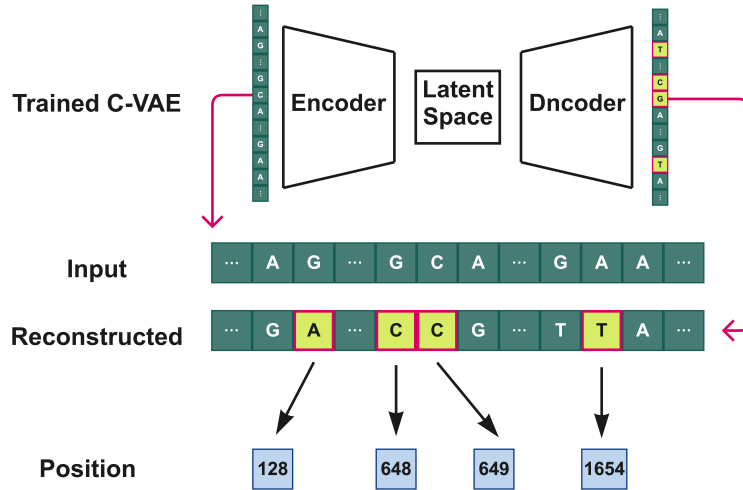 ⋮
A
G
⋮
G
C
A
⋮
G
A
A
⋮
Trained C-VAE
Encoder
Latent
Space
Dncoder
⋮
A
T
⋮
C
G
A
⋮
G
T
A
⋮
Input
... A G ... G C A ... G A A ...
Reconstructed
... G A ... C C G ... T T A ...
Position
128 648 649 1654